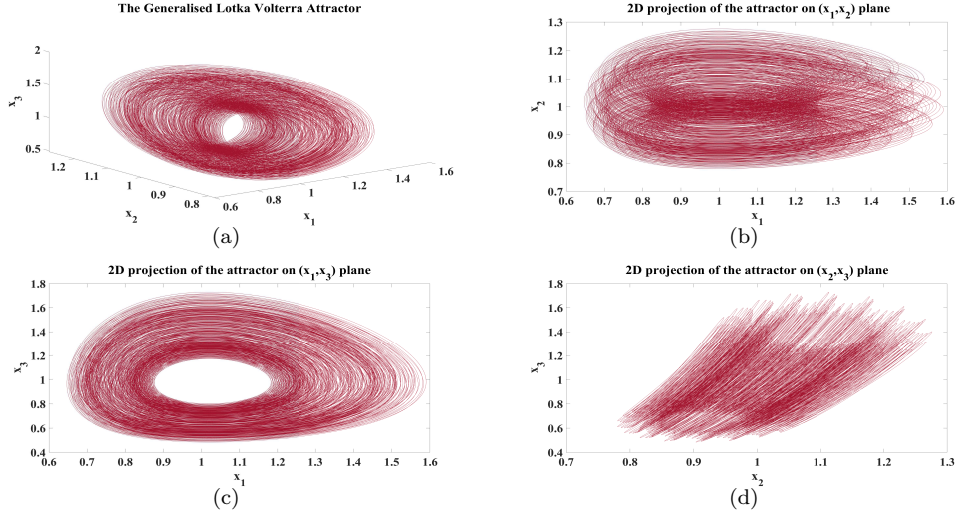 The Generalised Lotka Volterra Attractor
2
1.5
1
0.5
x3
1.2
1.1
1
0.9
0.8
x2
0.6
0.8
1
1.2
1.4
1.6
x1
(a)
2D projection of the attractor on (x1,x2) plane
1.3
1.2
1.1
1
0.9
0.8
0.7
x2
0.6 0.7 0.8 0.9 1 1.1 1.2 1.3 1.4 1.5 1.6
x1
(b)
2D projection of the attractor on (x1,x3) plane
1.8
1.6
1.4
1.2
1
0.8
0.6
0.4
x3
0.6 0.7 0.8 0.9 1 1.1 1.2 1.3 1.4 1.5 1.6
x1
(c)
2D projection of the attractor on (x2,x3) plane
1.8
1.6
1.4
1.2
1
0.8
0.6
0.4
x3
0.7 0.8 0.9 1 1.1 1.2 1.3
x2
(d)